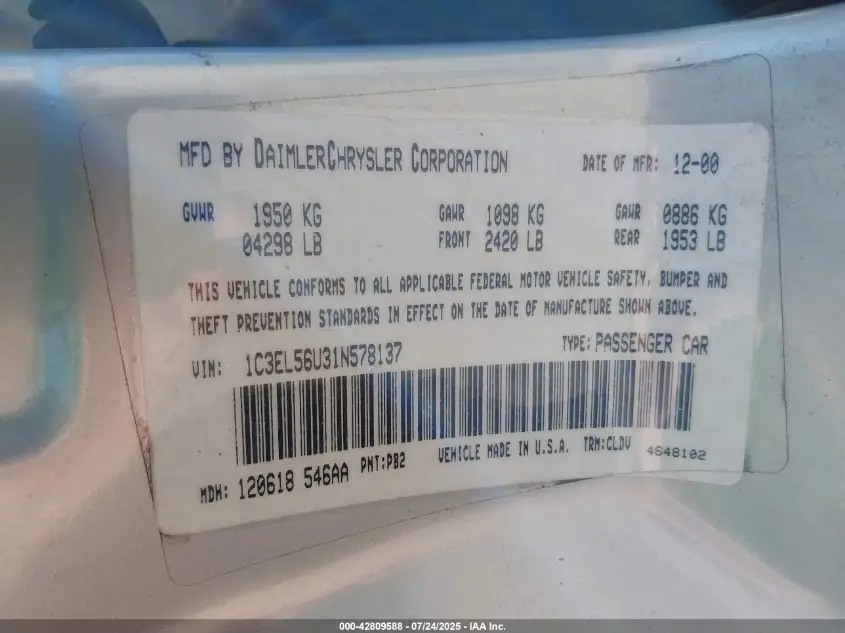 MFD BY DAIMLERCHRYSLER CORPORATION DATE OF MFR: 12-00
GVWR 1950 KG GAWR 1098 KG GAWR 0886 KG
04298 LB FRONT 2420 LB REAR 1953 LB
THIS VEHICLE CONFORMS TO ALL APPLICABLE FEDERAL MOTOR VEHICLE SAFETY, BUMPER AND
THEFT PREVENTION STANDARDS IN EFFECT ON THE DATE OF MANUFACTURE SHOWN ABOVE.
VIN: 1C3EL56U31N578137 TYPE: PASSENGER CAR
MDH: 120618 546AA PNT:PB2 VEHICLE MADE IN U.S.A. TRM:CLDV 4648102
000-42809588 - 07/24/2025 - IAA Inc.